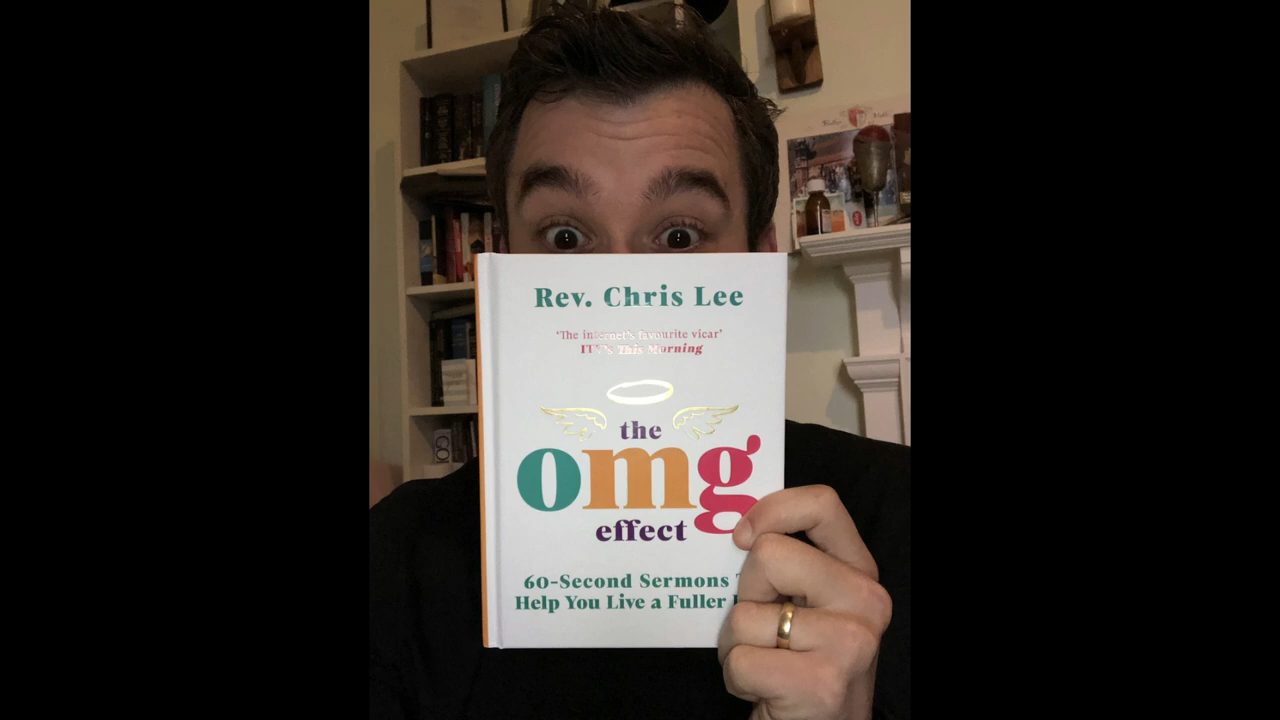 Rev. Chris Lee
'The internet's favourite vicar'
ITV's This Morning
the
omg
effect
60-Second Sermons
Help You Live a Fuller